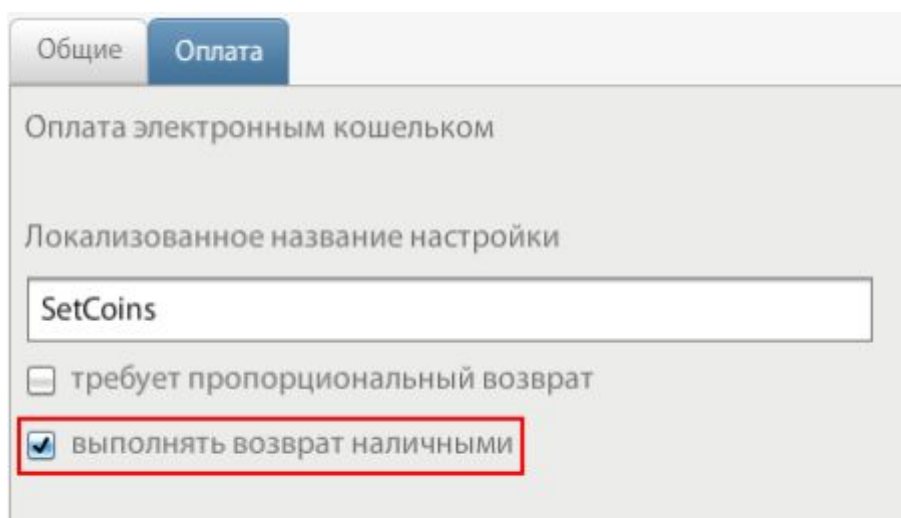 Общие
Оплата
Оплата электронным кошельком
Локализованное название настройки
SetCoins
требует пропорциональный возврат
выполнять возврат наличными